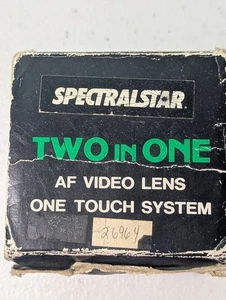 SPECTRALSTAR
TWO IN ONE
AF VIDEO LENS
ONE TOUCH SYSTEM
26964